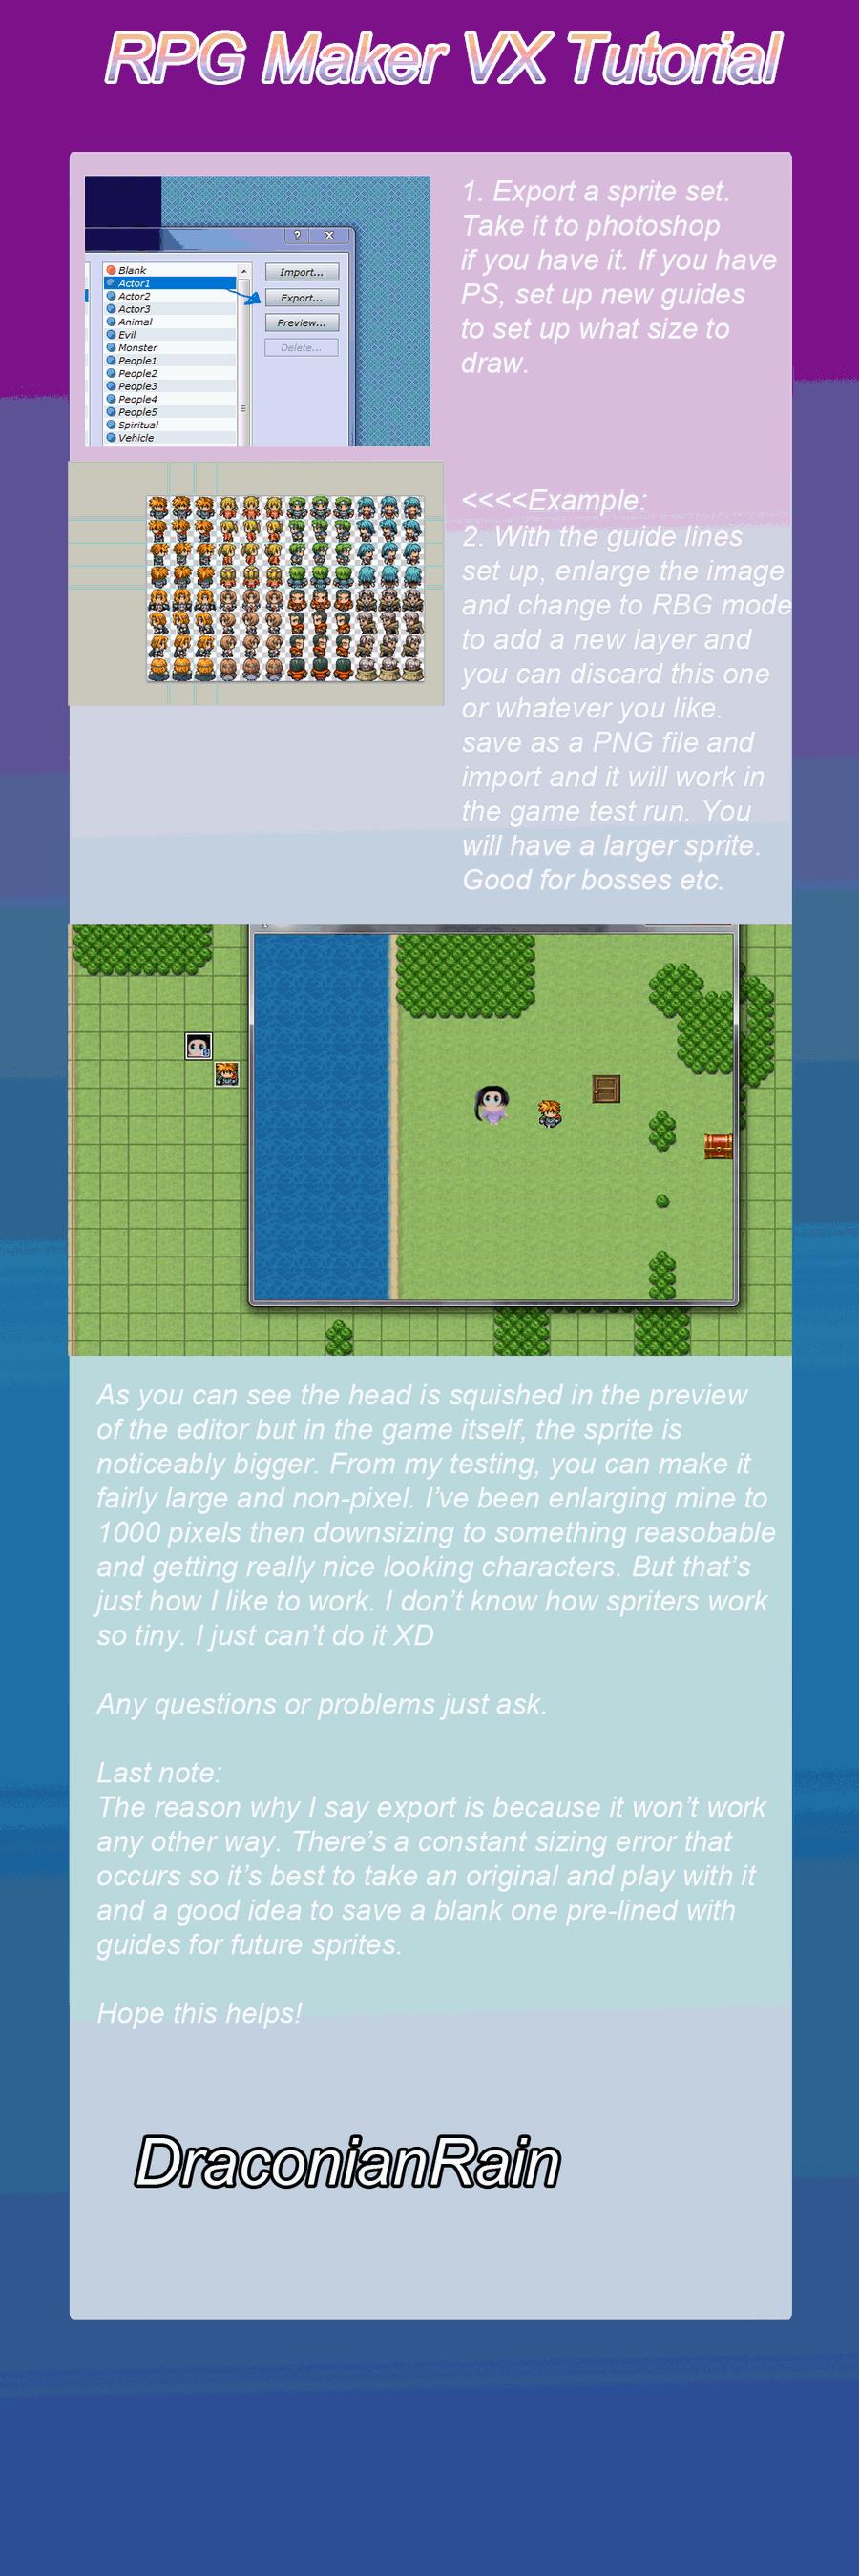 RPG Maker VX Tutorial
? X
Blank
Actor1
Actor2
Actor3
Animal
Evil
Monster
People1
People2
People3
People4
People5
Spiritual
Vehicle
Import...
Export...
Preview...
Delete...
1. Export a sprite set.
Take it to photoshop
if you have it. If you have
PS, set up new guides
to set up what size to
draw.
<<<<Example:
2. With the guide lines
set up, enlarge the image
and change to RBG mode
to add a new layer and
you can discard this one
or whatever you like.
save as a PNG file and
import and it will work in
the game test run. You
will have a larger sprite.
Good for bosses etc.
As you can see the head is squished in the preview
of the editor but in the game itself, the sprite is
noticeably bigger. From my testing, you can make it
fairly large and non-pixel. I've been enlarging mine to
1000 pixels then downsizing to something reasobable
and getting really nice looking characters. But that's
just how I like to work. I don't know how spriters work
so tiny. I just can't do it XD
Any questions or problems just ask.
Last note:
The reason why I say export is because it won't work
any other way. There's a constant sizing error that
occurs so it's best to take an original and play with it
and a good idea to save a blank one pre-lined with
guides for future sprites.
Hope this helps!
DraconianRain